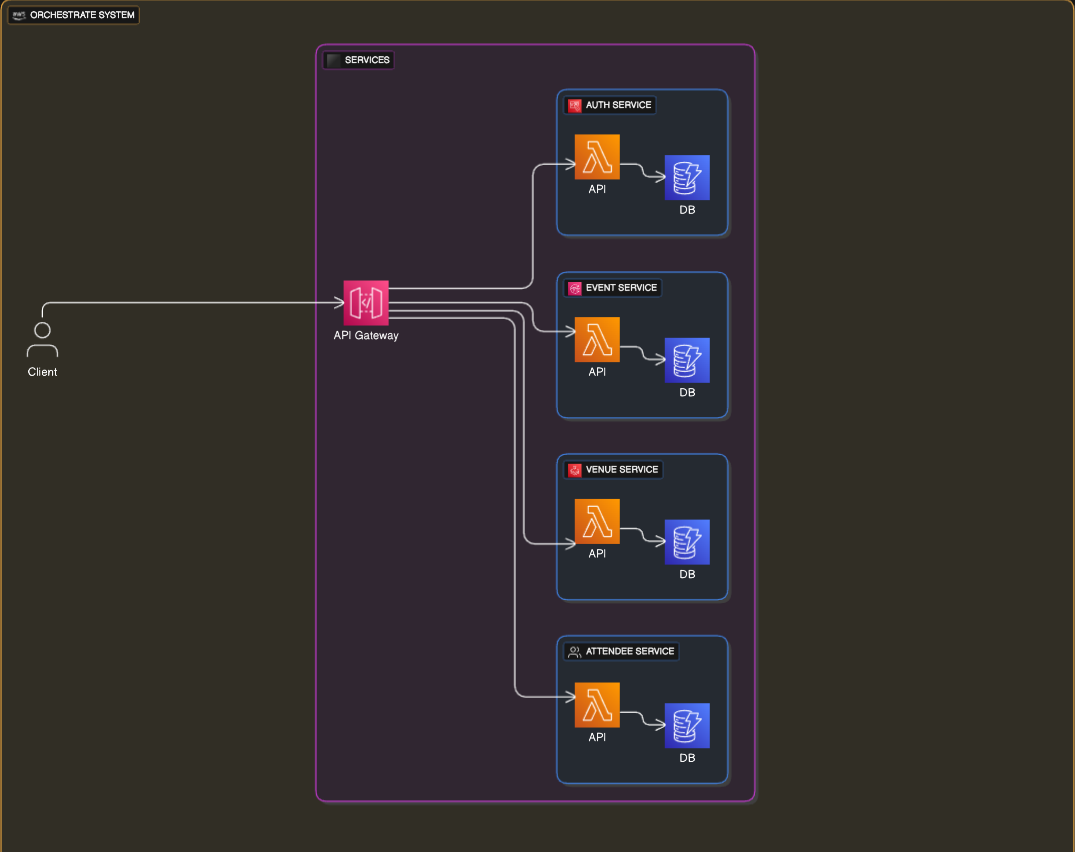 aws ORCHESTRATE SYSTEM
SERVICES
AUTH SERVICE
API
DB
EVENT SERVICE
API
DB
API Gateway
Client
VENUE SERVICE
API
DB
ATTENDEE SERVICE
API
DB